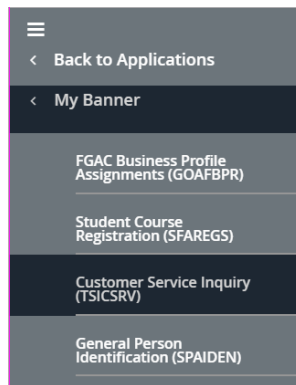 Back to Applications
My Banner
FGAC Business Profile
Assignments (GOAFBPR)
Student Course
Registration (SFAREGS)
Customer Service Inquiry
(TSICSRV)
General Person
Identification (SPAIDEN)